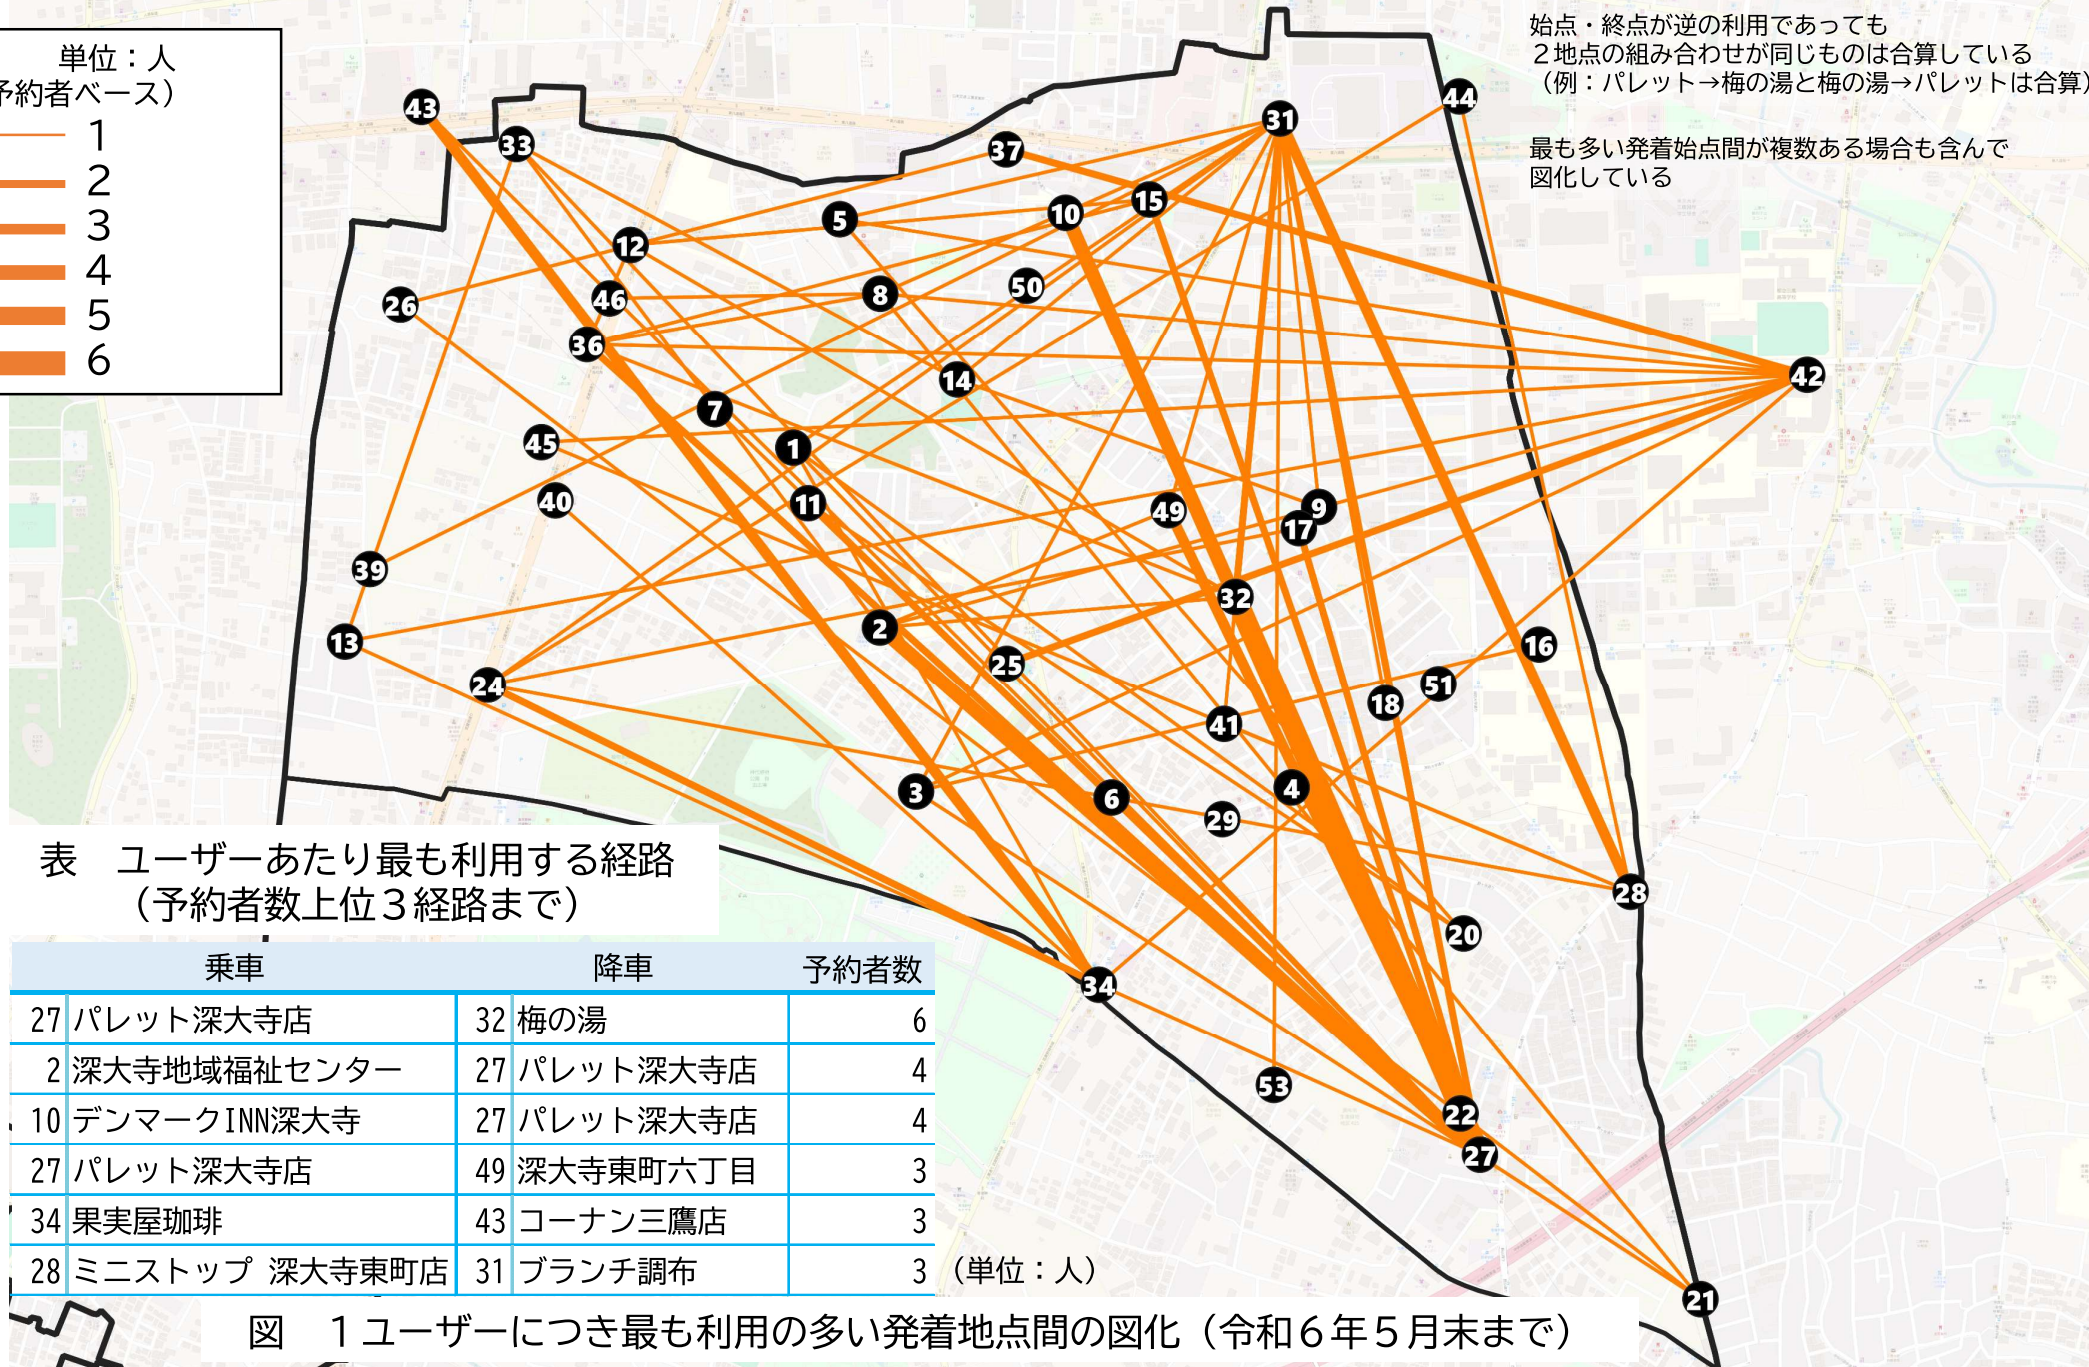 単位：人
予約者ベース）
1
2
3
4
5
6
始点・終点が逆の利用であっても
２地点の組み合わせが同じものは合算している
（例：パレット→梅の湯と梅の湯→パレットは合算）
最も多い発着始点間が複数ある場合も含んで
図化している
43
33
44
31
37
15
10
5
12
26
46
8
50
36
42
14
7
45
1
40
11
49
9
17
39
32
2
13
16
25
24
51
18
41
3
6
4
29
28
20
34
53
22
27
21
表　ユーザーあたり最も利用する経路
（予約者数上位３経路まで）
乗車 降車 予約者数
27 パレット深大寺店 32 梅の湯 6
2 深大寺地域福祉センター 27 パレット深大寺店 4
10 デンマークINN深大寺 27 パレット深大寺店 4
27 パレット深大寺店 49 深大寺東町六丁目 3
34 果実屋珈琲 43 コーナン三鷹店 3
28 ミニストップ 深大寺東町店 31 ブランチ調布 3
（単位：人）
図　１ユーザーにつき最も利用の多い発着地点間の図化（令和６年５月末まで）